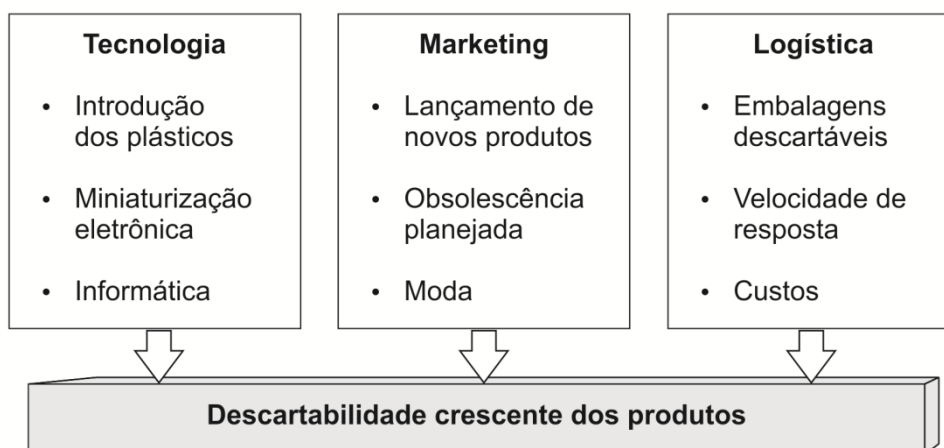 Tecnologia
• Introdução
dos plásticos
• Miniaturização
eletrônica
• Informática
Marketing
• Lançamento de
novos produtos
• Obsolescência
planejada
• Moda
Logística
• Embalagens
descartáveis
• Velocidade de
resposta
• Custos
Descartabilidade crescente dos produtos